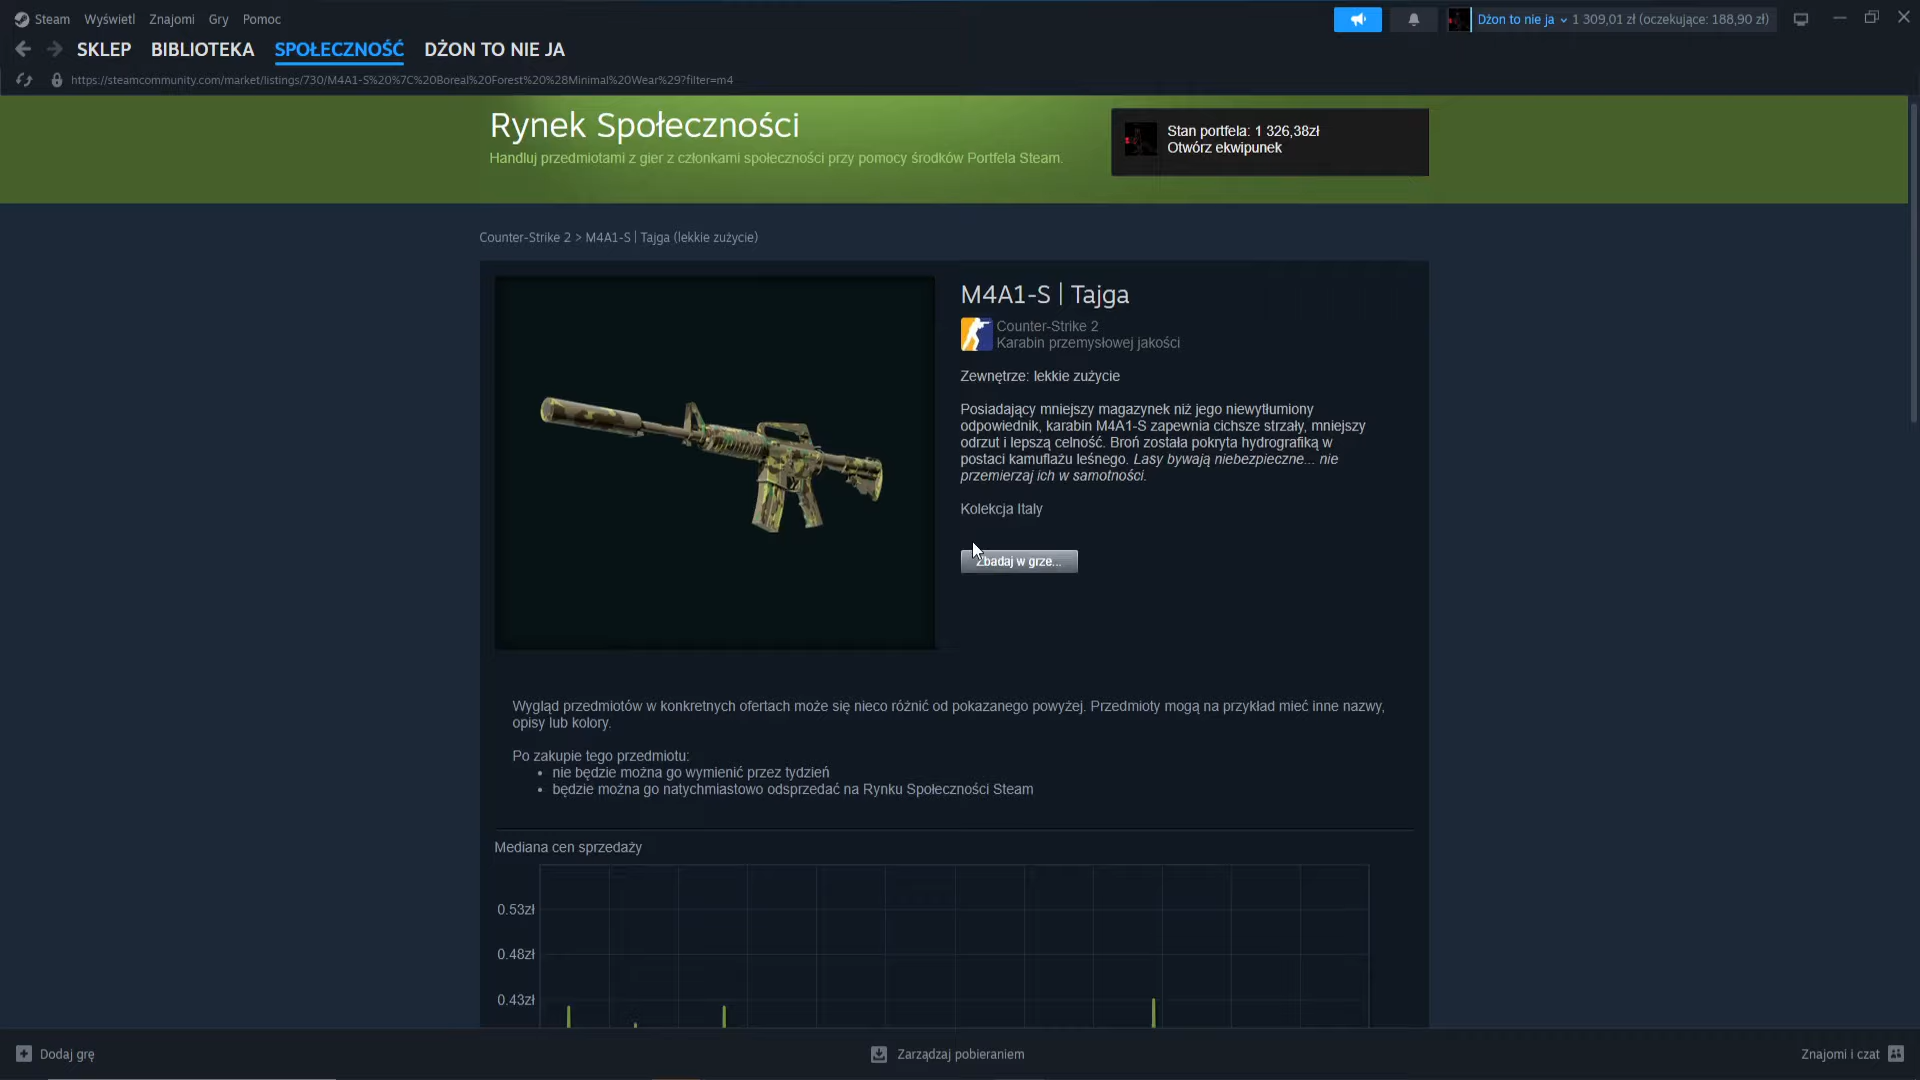 Steam Wyświetl Znajomi Gry Pomoc
Dżon to nie ja 1 309,01 zł (oczekujące: 188,90 zł)
SKLEP BIBLIOTEKA SPOŁECZNOŚĆ DŻON TO NIE JA
https://steamcommunity.com/market/listings/730/M4A1-S%20%7C%20Boreal%20Forest%20%28Minimal%20Wear%29?filter=m4
Rynek Społeczności
Handluj przedmiotami z gier z członkami społeczności przy pomocy środków Portfela Steam.
Stan portfela: 1 326,38zł
Otwórz ekwipunek
Counter-Strike 2 > M4A1-S | Tajga (lekkie zużycie)
M4A1-S | Tajga
Counter-Strike 2
Karabin przemysłowej jakości
Zewnętrze: lekkie zużycie
Posiadający mniejszy magazynek niż jego niewytłumiony
odpowiednik, karabin M4A1-S zapewnia cichsze strzały, mniejszy
odrzut i lepszą celność. Broń została pokryta hydrografiką w
postaci kamuflażu leśnego. Lasy bywają niebezpieczne... nie
przemierzaj ich w samotności.
Kolekcja Italy
Zbadaj w grze...
Wygląd przedmiotów w konkretnych ofertach może się nieco różnić od pokazanego powyżej. Przedmioty mogą na przykład mieć inne nazwy,
opisy lub kolory.
Po zakupie tego przedmiotu:
• nie będzie można go wymienić przez tydzień
• będzie można go natychmiastowo odsprzedać na Rynku Społeczności Steam
Mediana cen sprzedaży
0.53zł
0.48zł
0.43zł
Dodaj grę
Zarządzaj pobieraniem
Znajomi i czat